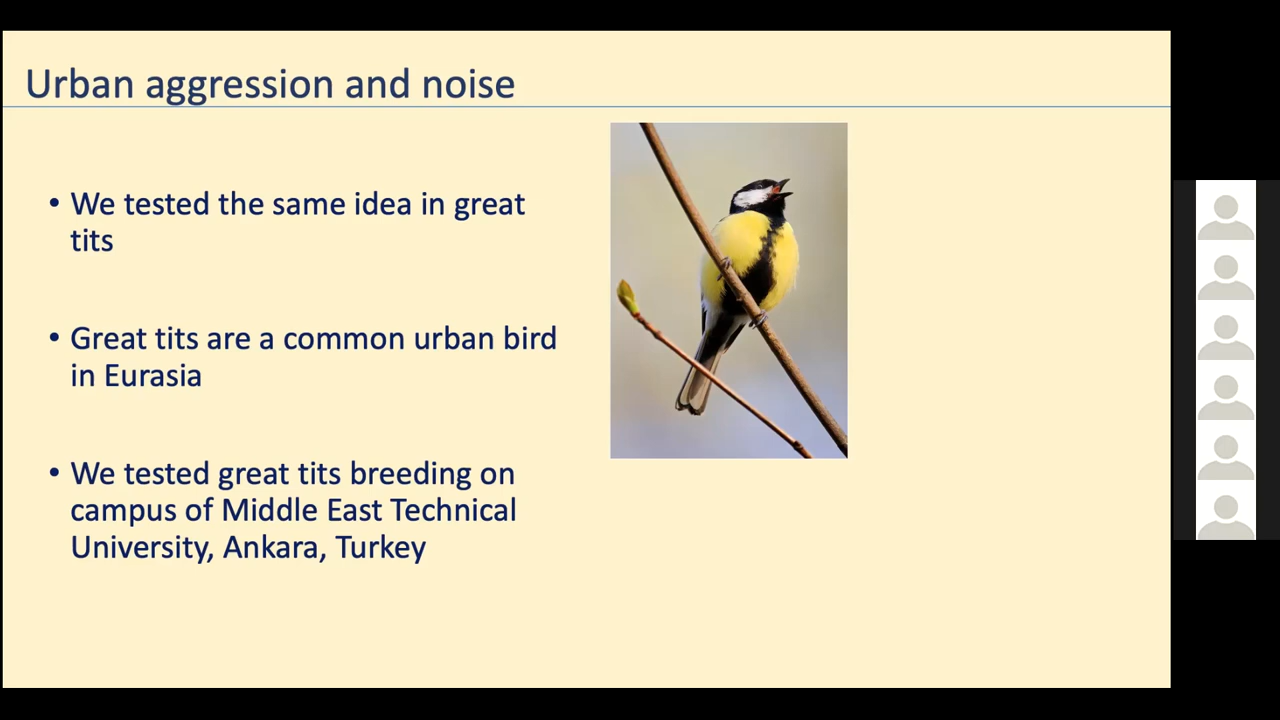 Urban aggression and noise
• We tested the same idea in great
tits
• Great tits are a common urban bird
in Eurasia
• We tested great tits breeding on
campus of Middle East Technical
University, Ankara, Turkey